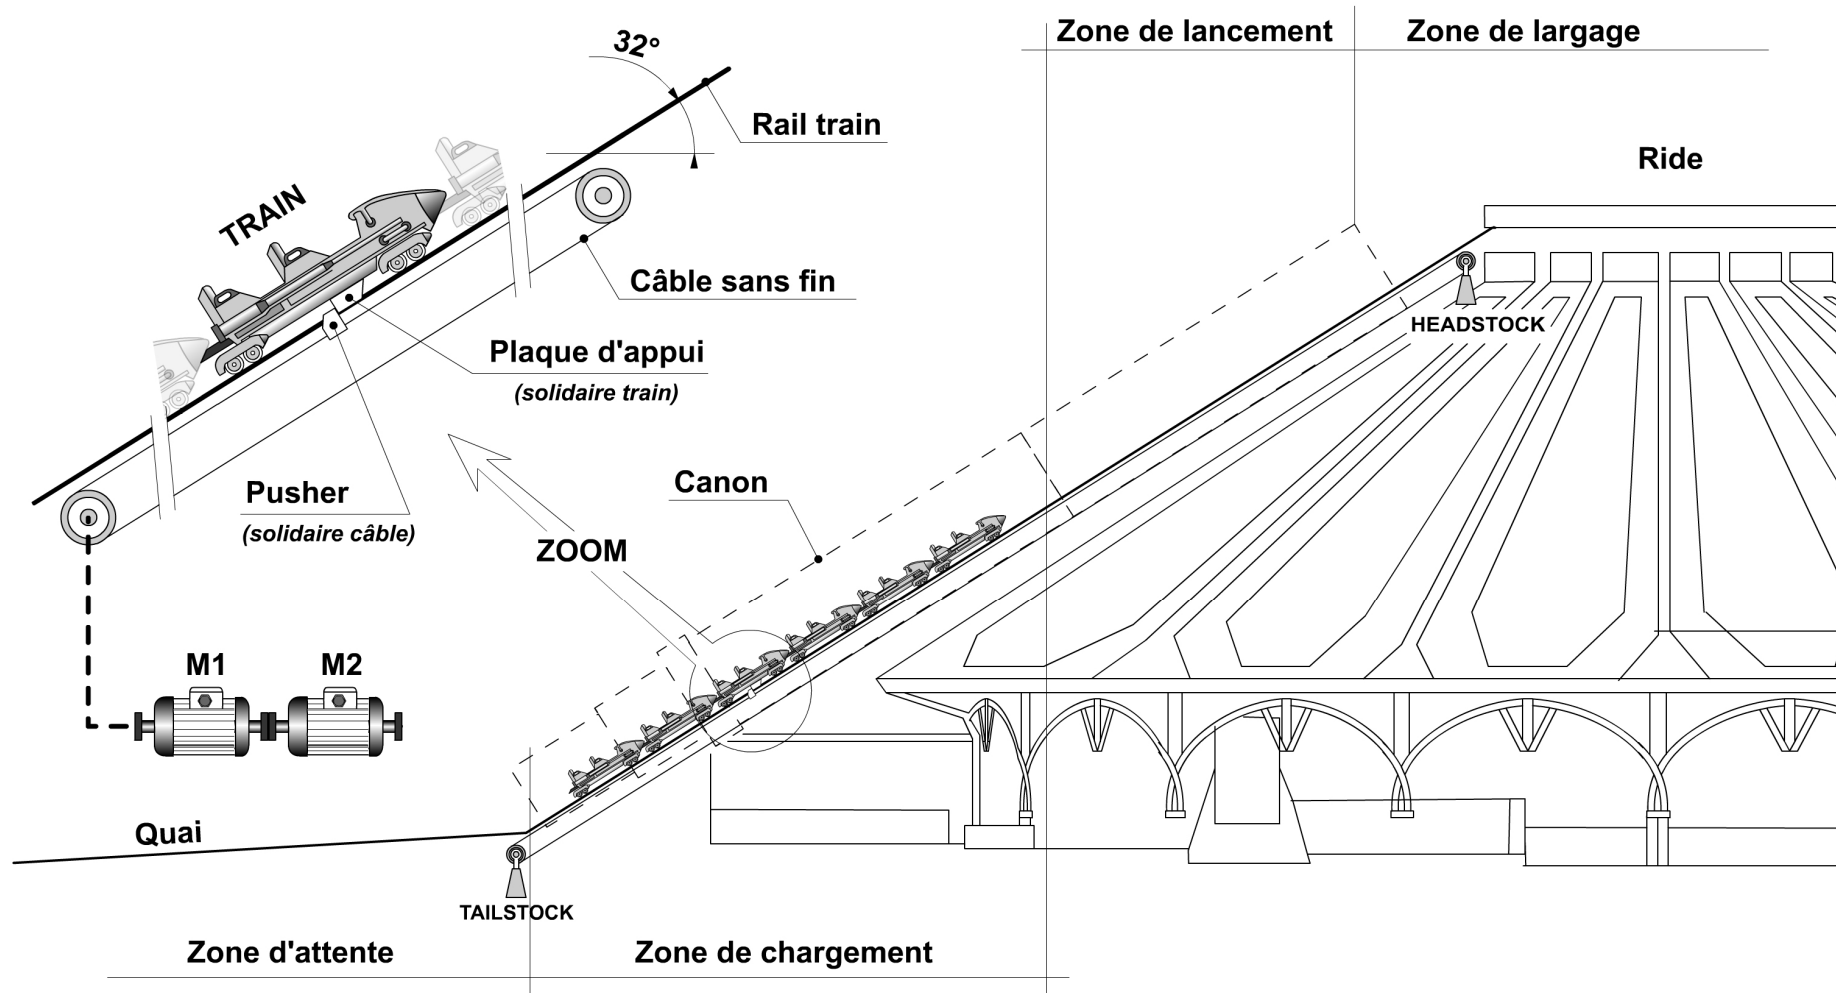 Zone de lancement
Zone de largage
32°
Rail train
Ride
TRAIN
Câble sans fin
HEADSTOCK
Plaque d'appui
(solidaire train)
Canon
Pusher
(solidaire câble)
ZOOM
M1
M2
Quai
TAILSTOCK
Zone d'attente
Zone de chargement